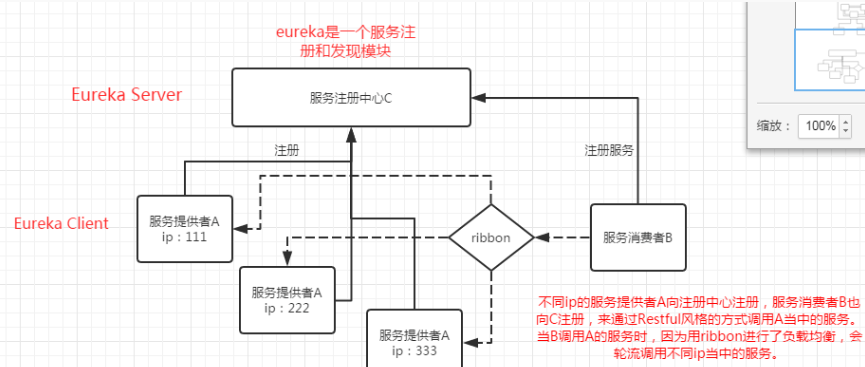 eureka是一个服务注
册和发现模块
Eureka Server
服务注册中心C
缩放：
100%
注册
注册服务
Eureka Client
服务提供者A
ip：111
ribbon
服务消费者B
服务提供者A
ip：222
服务提供者A
ip：333
不同ip的服务提供者A向注册中心注册，服务消费者B也
向C注册，来通过Restful风格的方式调用A当中的服务。
当B调用A的服务时，因为用ribbon进行了负载均衡，会
轮流调用不同ip当中的服务。